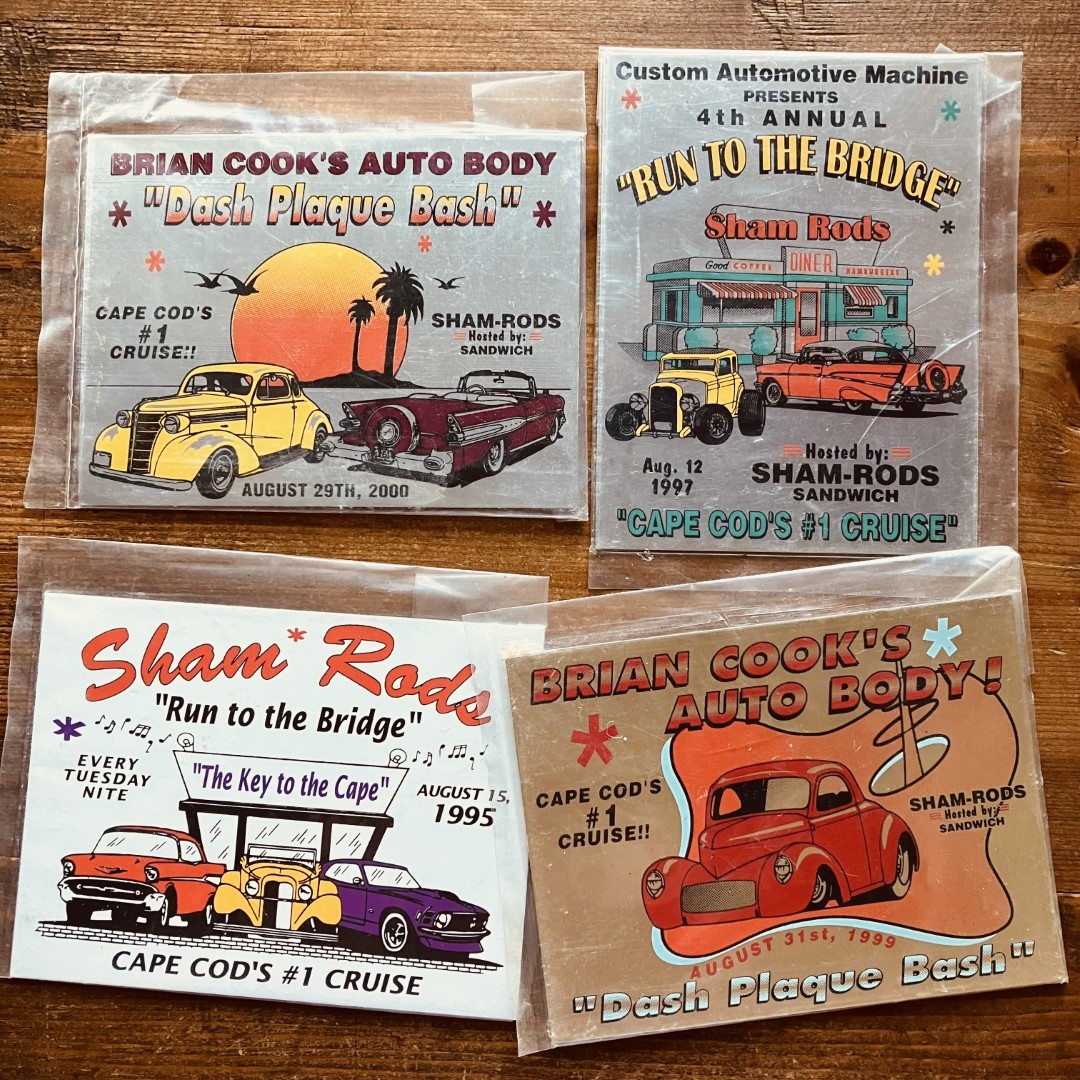 BRIAN COOK'S AUTO BODY
"Dash Plaque Bash"
CAPE COD'S
#1
CRUISE!!
SHAM-RODS
Hosted by:
SANDWICH
AUGUST 29TH, 2000
Custom Automotive Machine
PRESENTS
4th ANNUAL
"RUN TO THE BRIDGE"
Sham Rods
Good COFFEE
DINER
HAMBURGERS
Aug. 12
1997
Hosted by:
SHAM-RODS
SANDWICH
"CAPE COD'S #1 CRUISE"
Sham Rods
"Run to the Bridge"
EVERY
TUESDAY
NITE
"The Key to the Cape"
AUGUST 15,
1995
CAPE COD'S #1 CRUISE
BRIAN COOK'S
AUTO BODY!
CAPE COD'S
#1
CRUISE!!
SHAM-RODS
Hosted by:
SANDWICH
AUGUST 31st, 1999
"Dash Plaque Bash"